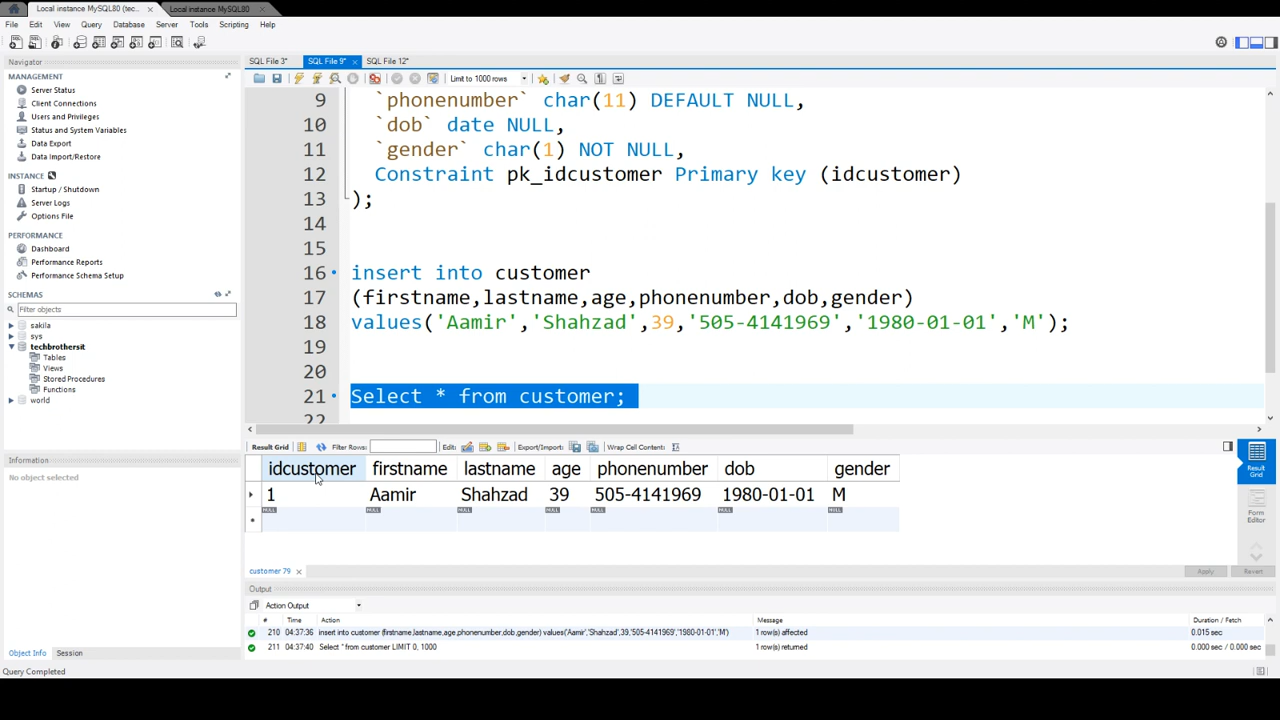 Local instance MySQL80 (tec... ×
Local instance MySQL80 ×
File Edit View Query Database Server Tools Scripting Help
Navigator
MANAGEMENT
Server Status
Client Connections
Users and Privileges
Status and System Variables
Data Export
Data Import/Restore
INSTANCE
Startup / Shutdown
Server Logs
Options File
PERFORMANCE
Dashboard
Performance Reports
Performance Schema Setup
SCHEMAS
Filter objects
sakila
sys
techbrothersit
Tables
Views
Stored Procedures
Functions
world
Information
No object selected
Object Info Session
Query Completed
SQL File 3* SQL File 9* × SQL File 12*
Limit to 1000 rows
9 `phonenumber` char(11) DEFAULT NULL,
10 `dob` date NULL,
11 `gender` char(1) NOT NULL,
12 Constraint pk_idcustomer Primary key (idcustomer)
13 );
14
15
16 insert into customer
17 (firstname,lastname,age,phonenumber,dob,gender)
18 values('Aamir','Shahzad',39,'505-4141969','1980-01-01','M');
19
20
21 Select * from customer;
22
Result Grid Filter Rows: Edit: Export/Import: Wrap Cell Content:
idcustomer firstname lastname age phonenumber dob gender
1 Aamir Shahzad 39 505-4141969 1980-01-01 M
NULL NULL NULL NULL NULL NULL NULL
Result Grid
Form Editor
customer 79 ×
Apply Revert
Output
Action Output
# Time Action Message Duration / Fetch
210 04:37:36 insert into customer (firstname,lastname,age,phonenumber,dob,gender) values('Aamir','Shahzad',39,'505-4141969','1980-01-01','M') 1 row(s) affected 0.015 sec
211 04:37:40 Select * from customer LIMIT 0, 1000 1 row(s) returned 0.000 sec / 0.000 sec